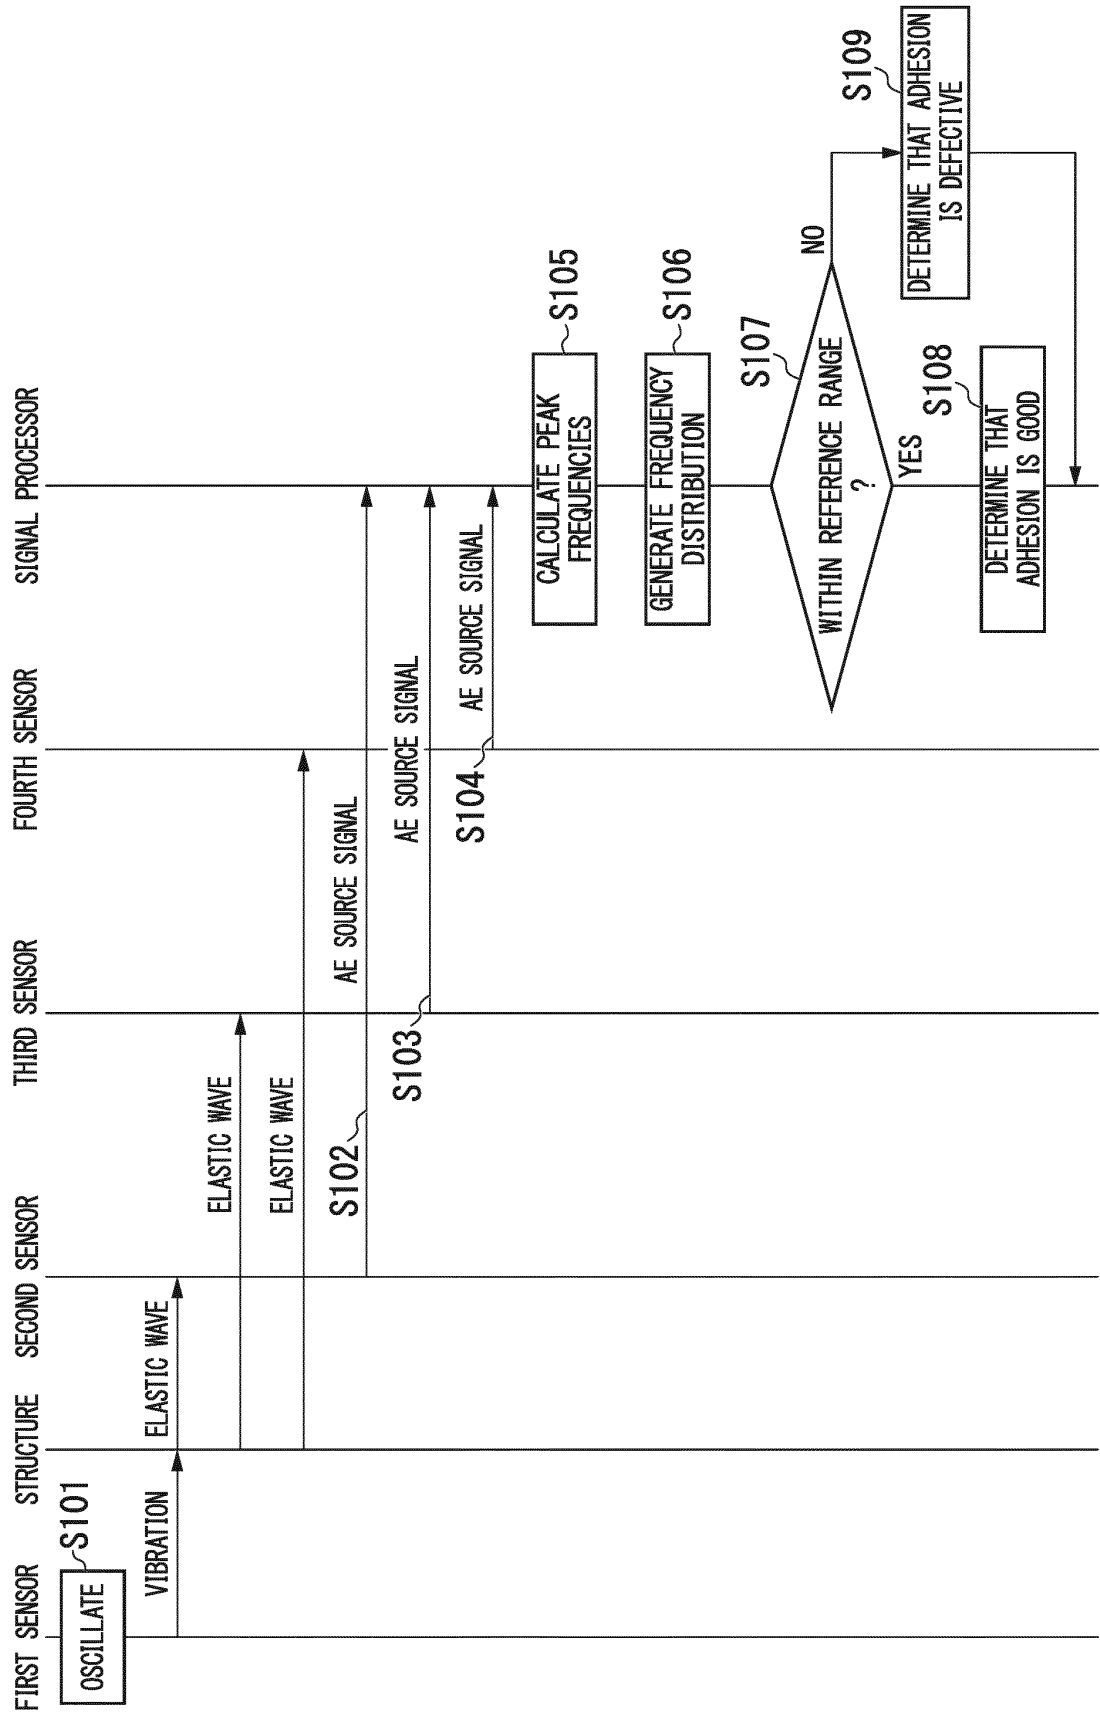 FIRST SENSOR
STRUCTURE
SECOND SENSOR
THIRD SENSOR
FOURTH SENSOR
SIGNAL PROCESSOR
OSCILLATE
S101
VIBRATION
ELASTIC WAVE
ELASTIC WAVE
ELASTIC WAVE
S102
AE SOURCE SIGNAL
S103
AE SOURCE SIGNAL
S104
AE SOURCE SIGNAL
CALCULATE PEAK
FREQUENCIES
S105
GENERATE FREQUENCY
DISTRIBUTION
S106
S107
WITHIN REFERENCE RANGE
?
NO
YES
DETERMINE THAT
ADHESION IS GOOD
S108
DETERMINE THAT ADHESION
IS DEFECTIVE
S109